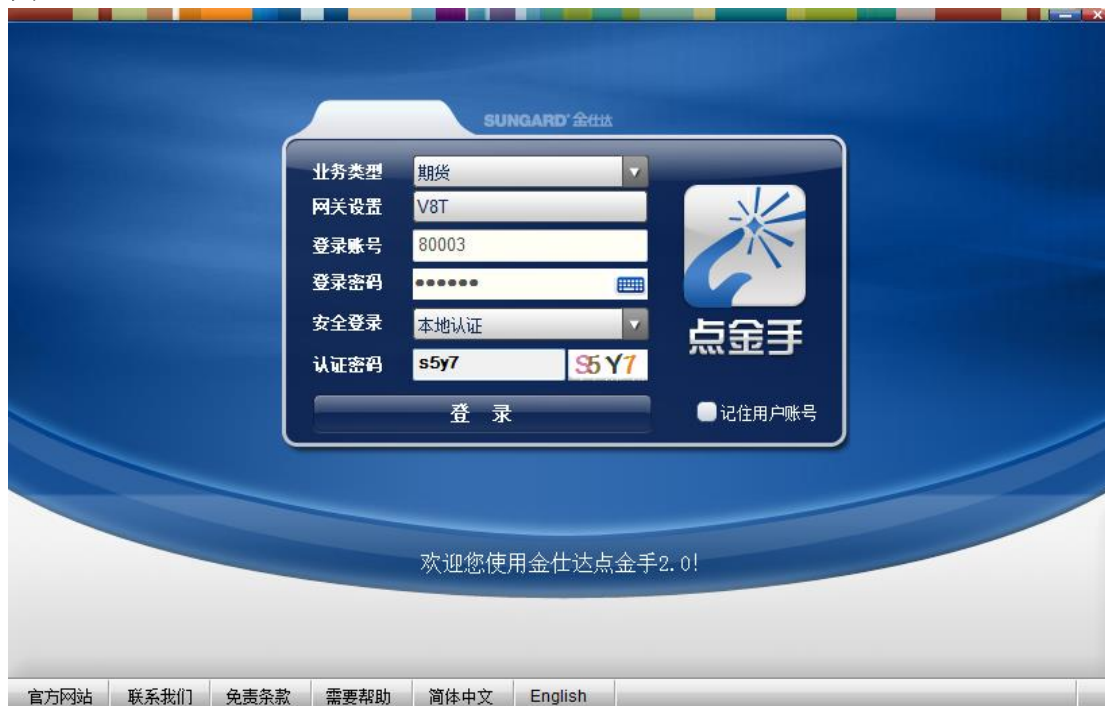 SUNGARD' 金仕达
业务类型 期货
网关设置 V8T
登录账号 80003
登录密码 ●●●●●●
安全登录 本地认证
认证密码 s5y7 S5Y7
点金手
登 录 记住用户账号
欢迎您使用金仕达点金手2.0!
官方网站 联系我们 免责条款 需要帮助 简体中文 English